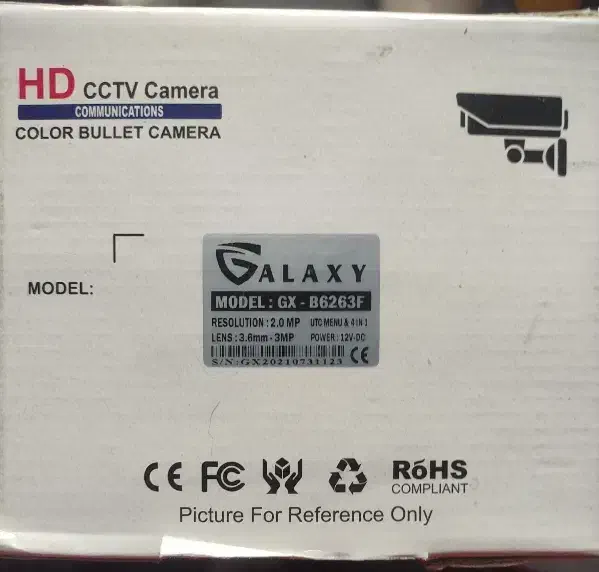 HD CCTV Camera
COMMUNICATIONS
COLOR BULLET CAMERA
MODEL:
GALAXY
MODEL : GX - B6263F
RESOLUTION : 2.0 MP UTC MENU & 4 IN 1
LENS : 3.6mm - 3MP POWER : 12V-DC
S/N:GX20210731123 CE
CE FC RóHS
COMPLIANT
Picture For Reference Only